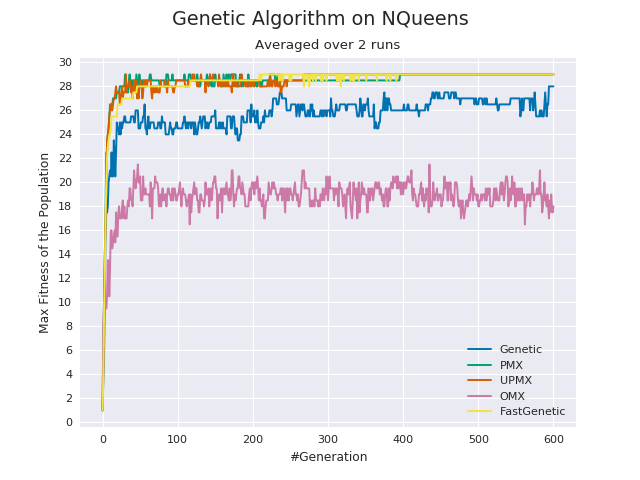 Genetic Algorithm on NQueens
Averaged over 2 runs
Max Fitness of the Population
30
28
26
24
22
20
18
16
14
12
10
8
6
4
2
0
0 100 200 300 400 500 600
#Generation
Genetic
PMX
UPMX
OMX
FastGenetic